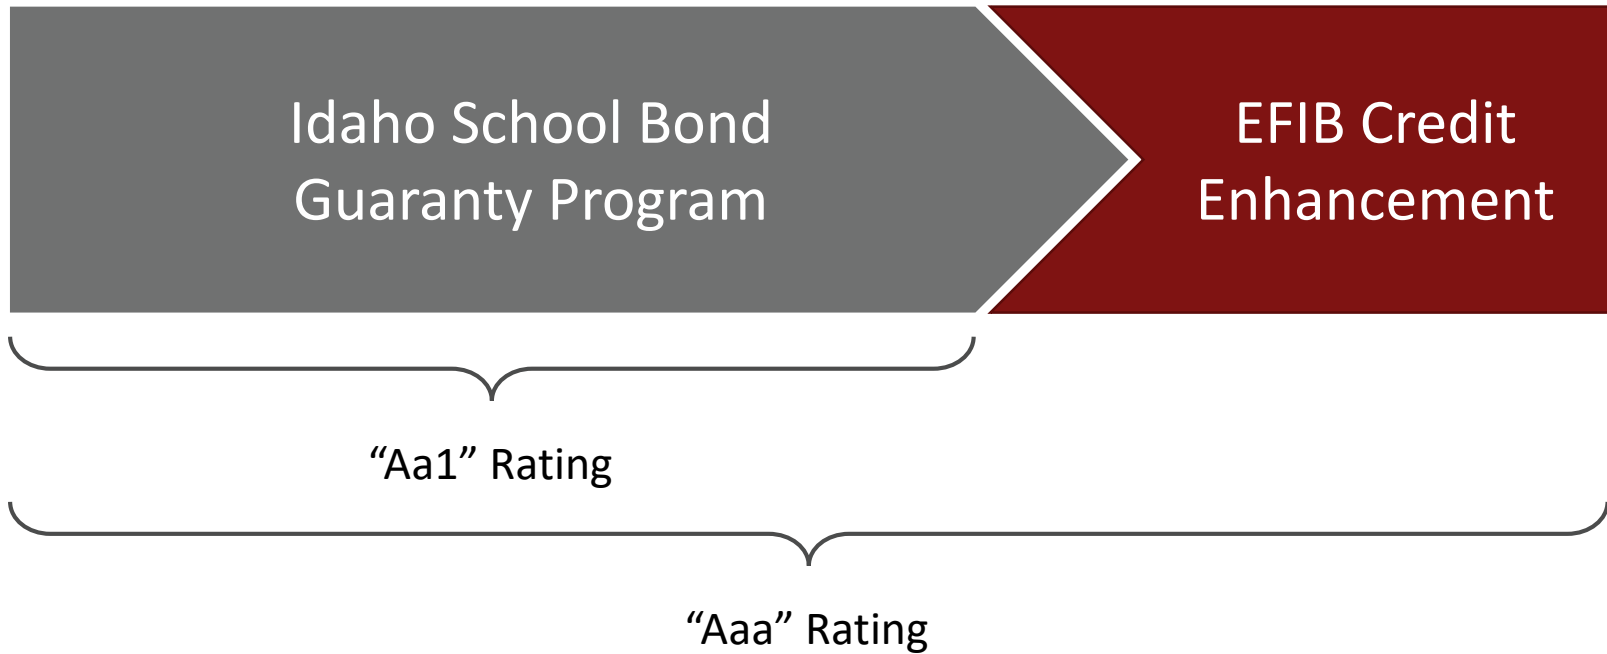 Idaho School Bond
Guaranty Program
EFIB Credit
Enhancement
“Aa1” Rating
“Aaa” Rating